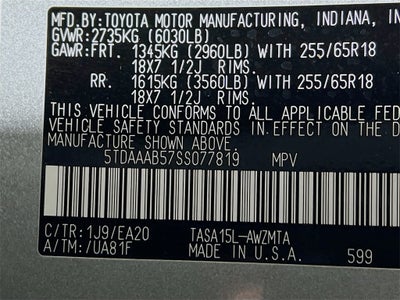 MFD.BY:TOYOTA MOTOR MANUFACTURING, INDIANA, IN
GVWR:2735KG (6030LB)
GAWR:FRT. 1345KG (2960LB) WITH 255/65R18
18X7 1/2J RIMS.
RR. 1615KG (3560LB) WITH 255/65R18
18X7 1/2J RIMS.
THIS VEHICLE CONFORMS TO ALL APPLICABLE FED
VEHICLE SAFETY STANDARDS IN EFFECT ON THE
MANUFACTURE SHOWN ABOVE.
5TDAAAB57SS077819 MPV
C/TR:1J9/EA20 TASA15L-AWZMTA
A/TM:/UA81F 599